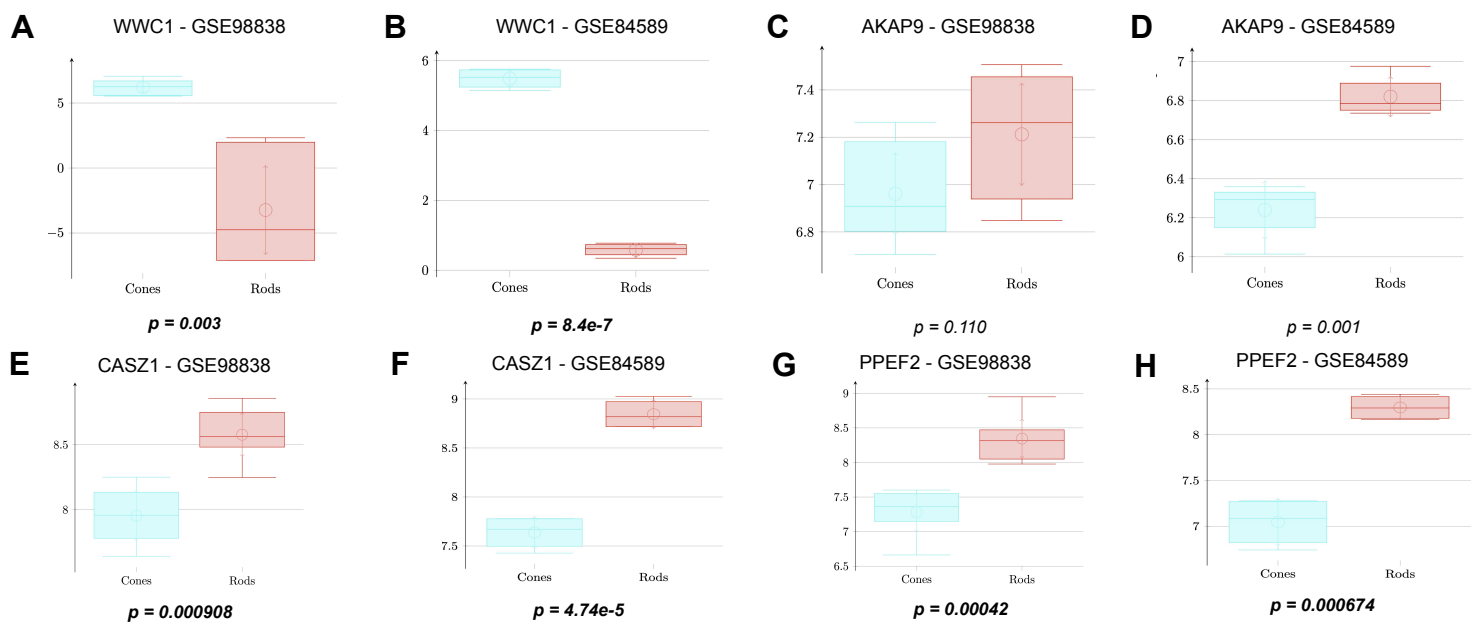 A
WWC1 - GSE98838
5
0
−5
Cones
Rods
p = 0.003
B
WWC1 - GSE84589
6
4
2
0
Cones
Rods
p = 8.4e-7
C
AKAP9 - GSE98838
7.4
7.2
7
6.8
Cones
Rods
p = 0.110
D
AKAP9 - GSE84589
7
6.8
6.6
6.4
6.2
6
Cones
Rods
p = 0.001
E
CASZ1 - GSE98838
8.5
8
Cones
Rods
p = 0.000908
F
CASZ1 - GSE84589
9
8.5
8
7.5
Cones
Rods
p = 4.74e-5
G
PPEF2 - GSE98838
9
8.5
8
7.5
7
6.5
Cones
Rods
p = 0.00042
H
PPEF2 - GSE84589
8.5
8
7.5
7
Cones
Rods
p = 0.000674